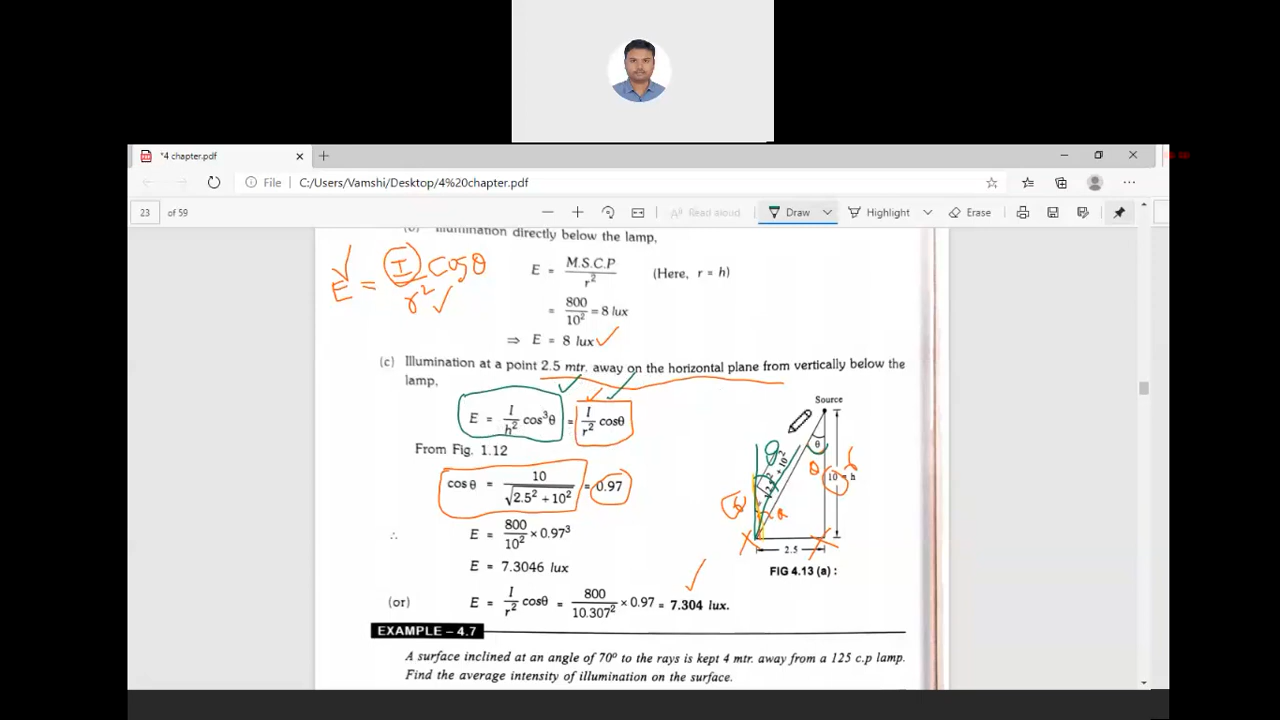 *4 chapter.pdf
File C:/Users/Vamshi/Desktop/4%20chapter.pdf
23 of 59 Read aloud Draw Highlight Erase
Illumination directly below the lamp,
E = I cosθ / r²
E = M.S.C.P / r² (Here, r = h)
= 800 / 10² = 8 lux
⇒ E = 8 lux
(c) Illumination at a point 2.5 mtr. away on the horizontal plane from vertically below the
lamp,
E = I / h² cos³θ = I / r² cosθ
From Fig. 1.12
cos θ = 10 / √2.5² + 10² = 0.97
∴ E = 800 / 10² × 0.97³
E = 7.3046 lux
(or) E = I / r² cosθ = 800 / 10.307² × 0.97 = 7.304 lux.
Source
θ
θ
θ
√2.5² + 10²
10 = h
2.5
FIG 4.13 (a) :
EXAMPLE – 4.7
A surface inclined at an angle of 70° to the rays is kept 4 mtr. away from a 125 c.p lamp.
Find the average intensity of illumination on the surface.